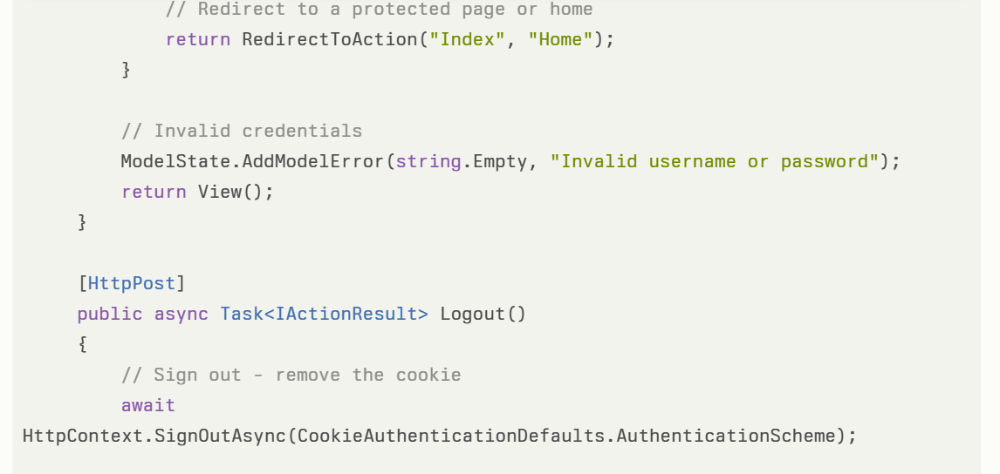 // Redirect to a protected page or home
return RedirectToAction("Index", "Home");
}
// Invalid credentials
ModelState.AddModelError(string.Empty, "Invalid username or password");
return View();
}
[HttpPost]
public async Task<IActionResult> Logout()
{
// Sign out - remove the cookie
await
HttpContext.SignOutAsync(CookieAuthenticationDefaults.AuthenticationScheme);